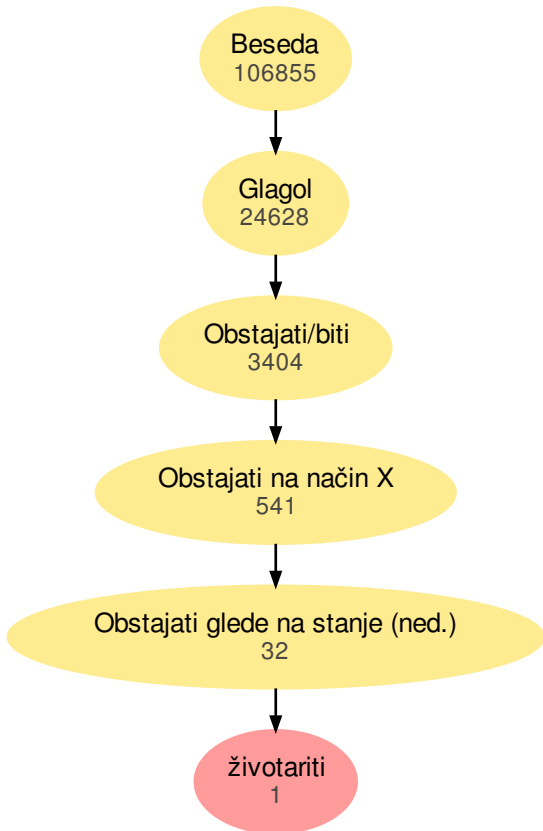 Beseda
106855
Glagol
24628
Obstajati/biti
3404
Obstajati na način X
541
Obstajati glede na stanje (ned.)
32
životariti
1